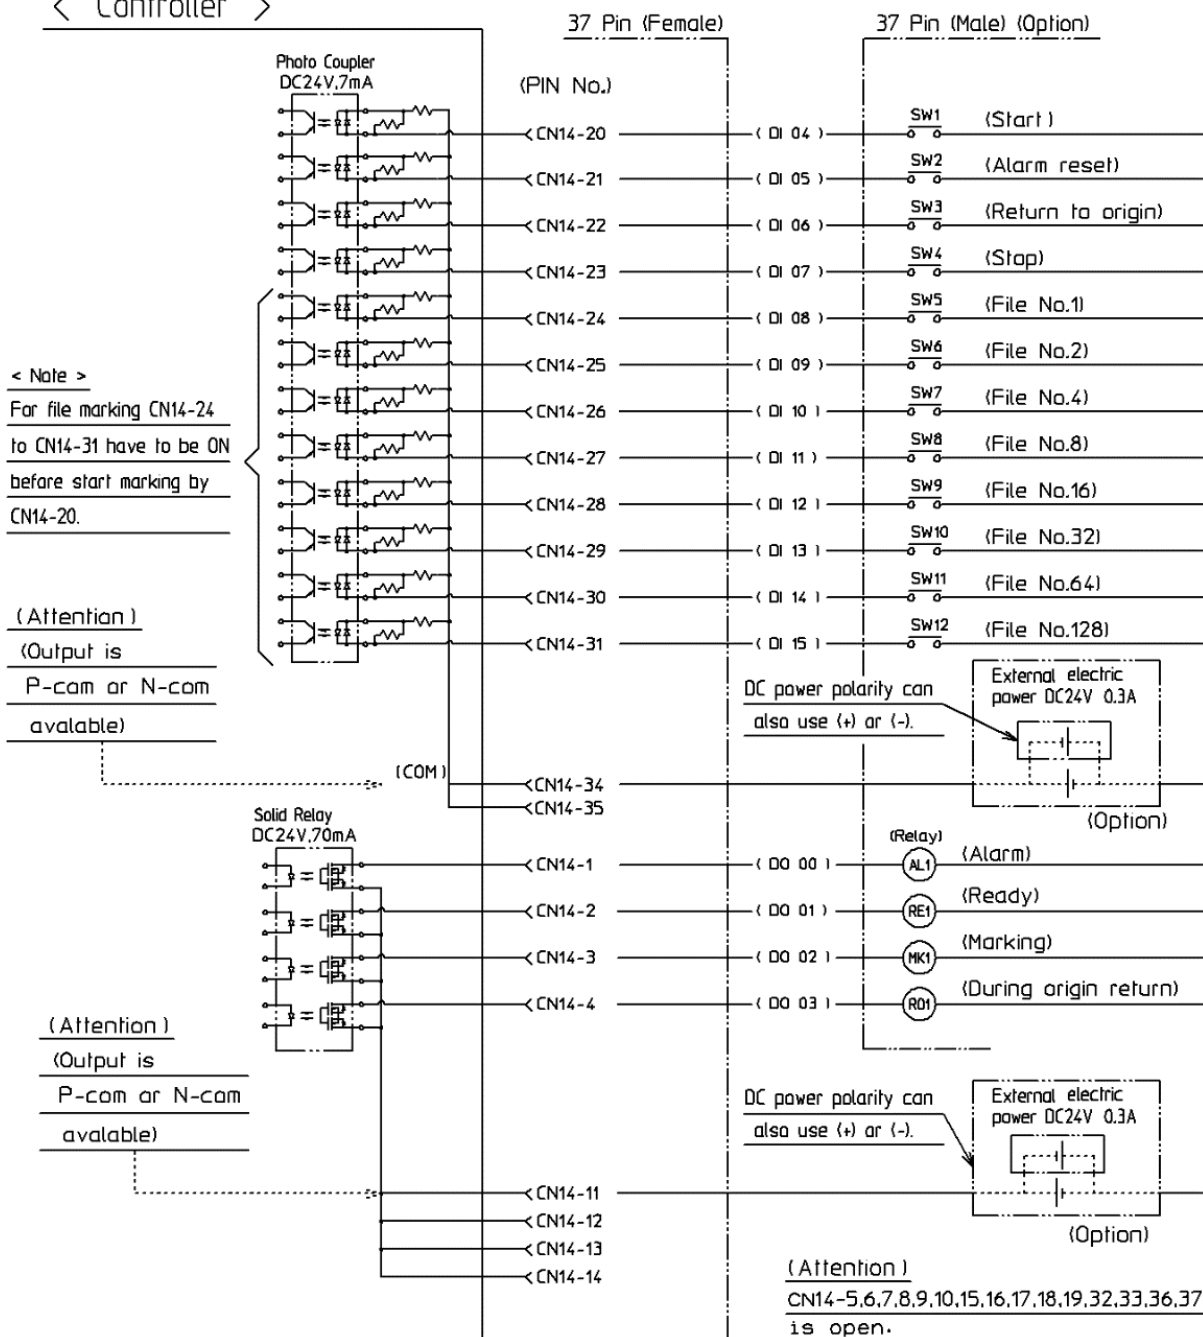 < Controller >
37 Pin (Female)
37 Pin (Male) (Option)
Photo Coupler
DC24V,7mA
(PIN No.)
CN14-20 ( DI 04 ) SW1 (Start)
CN14-21 ( DI 05 ) SW2 (Alarm reset)
CN14-22 ( DI 06 ) SW3 (Return to origin)
CN14-23 ( DI 07 ) SW4 (Stop)
CN14-24 ( DI 08 ) SW5 (File No.1)
CN14-25 ( DI 09 ) SW6 (File No.2)
CN14-26 ( DI 10 ) SW7 (File No.4)
CN14-27 ( DI 11 ) SW8 (File No.8)
CN14-28 ( DI 12 ) SW9 (File No.16)
CN14-29 ( DI 13 ) SW10 (File No.32)
CN14-30 ( DI 14 ) SW11 (File No.64)
CN14-31 ( DI 15 ) SW12 (File No.128)
< Note >
For file marking CN14-24
to CN14-31 have to be ON
before start marking by
CN14-20.
(Attention)
(Output is
P-com or N-com
avalable)
DC power polarity can
also use (+) or (-).
External electric
power DC24V 0.3A
(COM)
CN14-34
CN14-35
(Option)
Solid Relay
DC24V,70mA
(Relay)
CN14-1 ( DO 00 ) AL1 (Alarm)
CN14-2 ( DO 01 ) RE1 (Ready)
CN14-3 ( DO 02 ) MK1 (Marking)
CN14-4 ( DO 03 ) RO1 (During origin return)
(Attention)
(Output is
P-com or N-com
avalable)
DC power polarity can
also use (+) or (-).
External electric
power DC24V 0.3A
CN14-11
CN14-12
CN14-13
CN14-14
(Option)
(Attention)
CN14-5,6,7,8,9,10,15,16,17,18,19,32,33,36,37
is open.